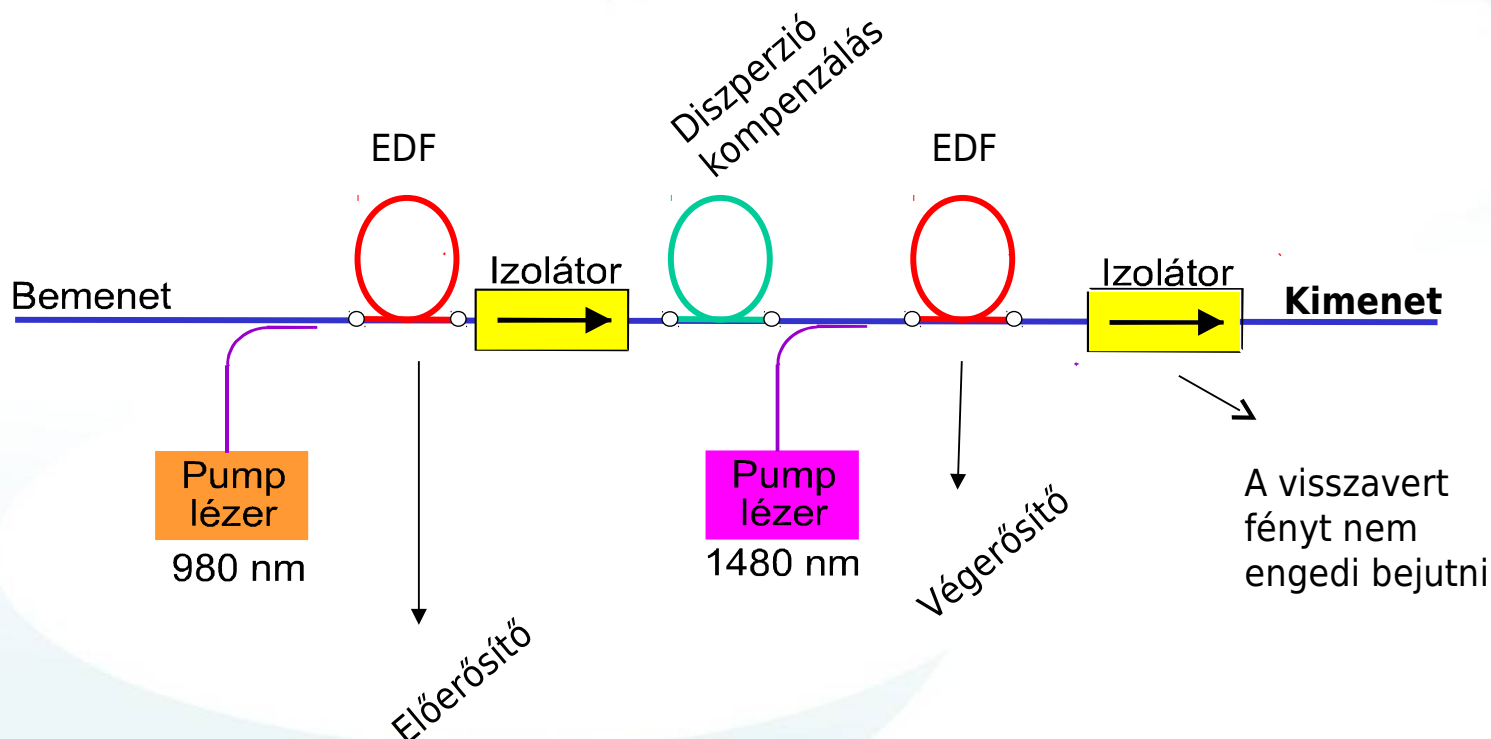 Diszperzió
kompenzálás
EDF
EDF
Izolátor
Izolátor
Bemenet
Kimenet
Pump
lézer
980 nm
Pump
lézer
1480 nm
Előerősítő
Végerősítő
A visszavert
fényt nem
engedi bejutni